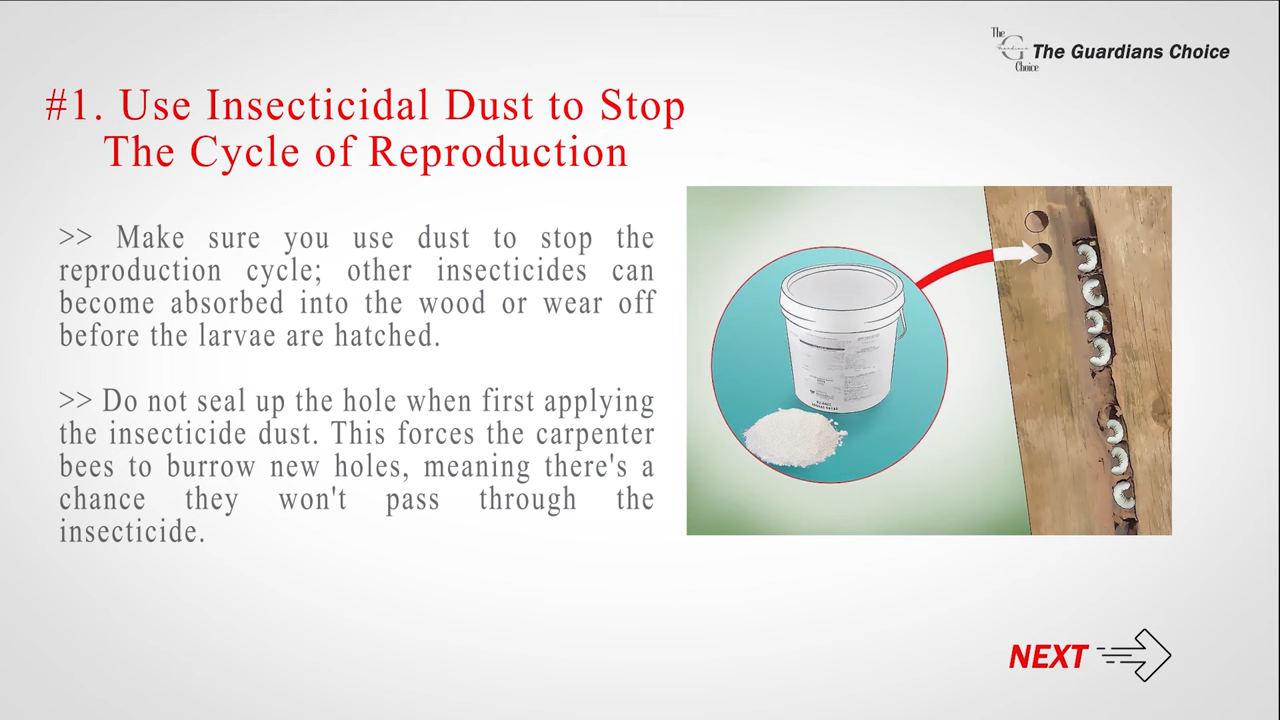 The
G
Guardians
Choice
The Guardians Choice
#1. Use Insecticidal Dust to Stop
The Cycle of Reproduction
>> Make sure you use dust to stop the
reproduction cycle; other insecticides can
become absorbed into the wood or wear off
before the larvae are hatched.
>> Do not seal up the hole when first applying
the insecticide dust. This forces the carpenter
bees to burrow new holes, meaning there's a
chance they won't pass through the
insecticide.
NEXT